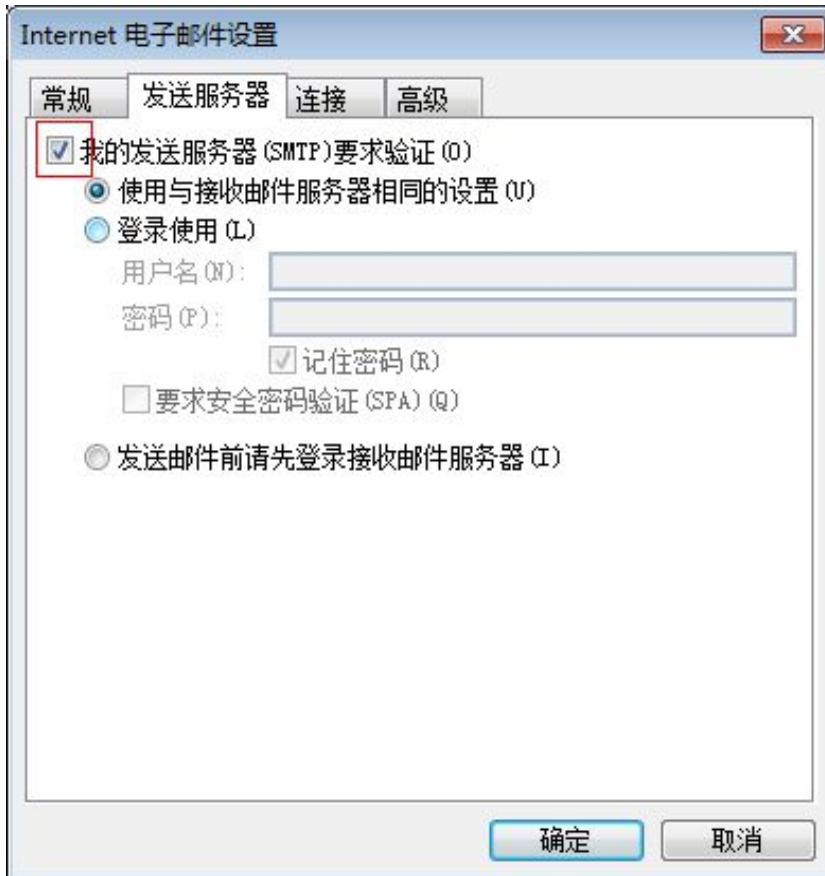 Internet 电子邮件设置
常规 发送服务器 连接 高级
我的发送服务器(SMTP)要求验证(O)
使用与接收邮件服务器相同的设置(U)
登录使用(L)
用户名(N):
密码(P):
记住密码(R)
要求安全密码验证(SPA)(Q)
发送邮件前请先登录接收邮件服务器(I)
确定 取消